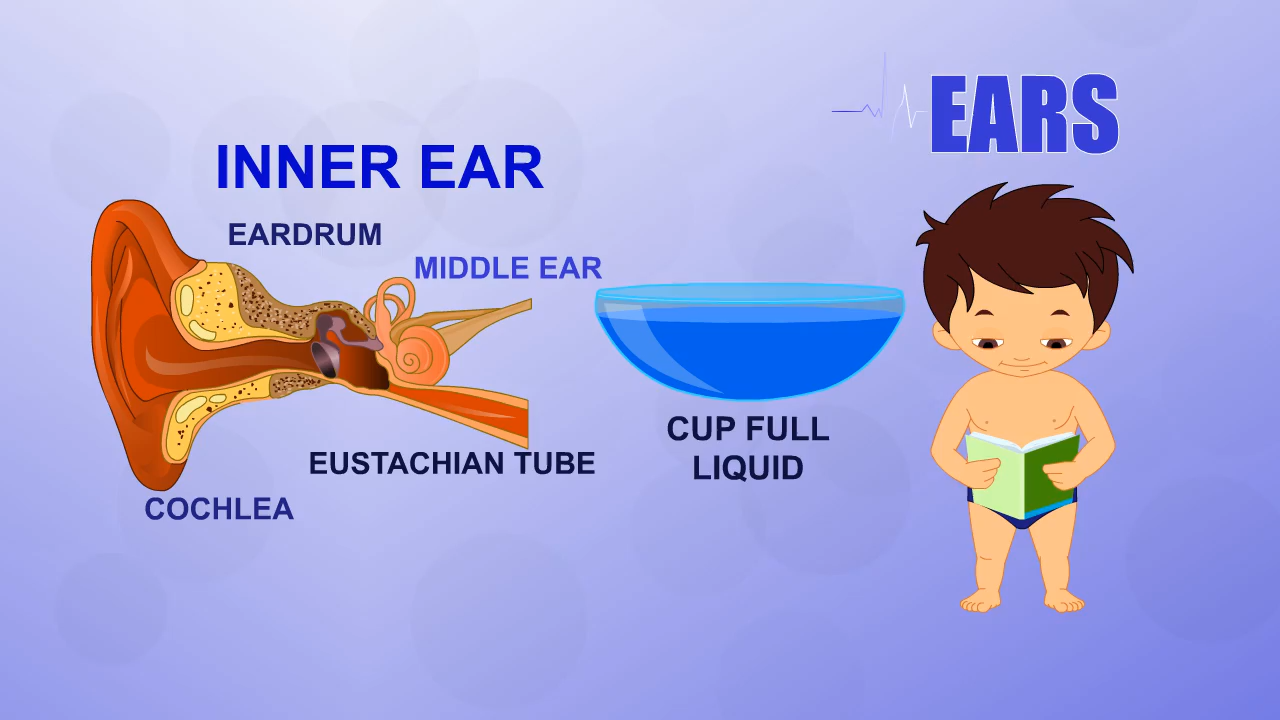 EARS
INNER EAR
EARDRUM
MIDDLE EAR
CUP FULL
LIQUID
EUSTACHIAN TUBE
COCHLEA